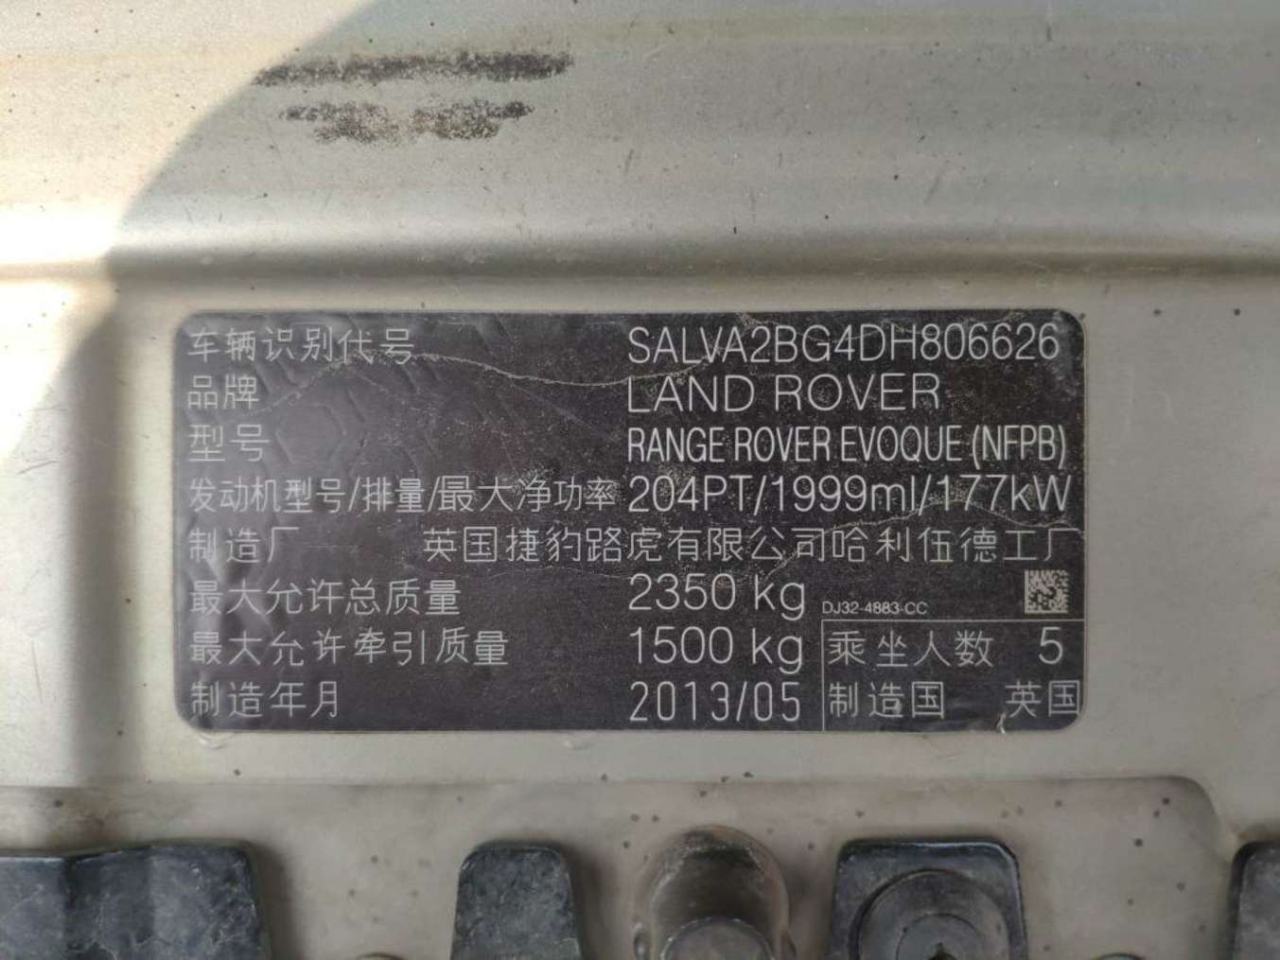 车辆识别代号 SALVA2BG4DH806626
品牌 LAND ROVER
型号 RANGE ROVER EVOQUE (NFPB)
发动机型号/排量/最大净功率 204PT/1999ml/177kW
制造厂 英国捷豹路虎有限公司哈利伍德工厂
最大允许总质量 2350 kg DJ32-4883-CC
最大允许牵引质量 1500 kg 乘坐人数 5
制造年月 2013/05 制造国 英国